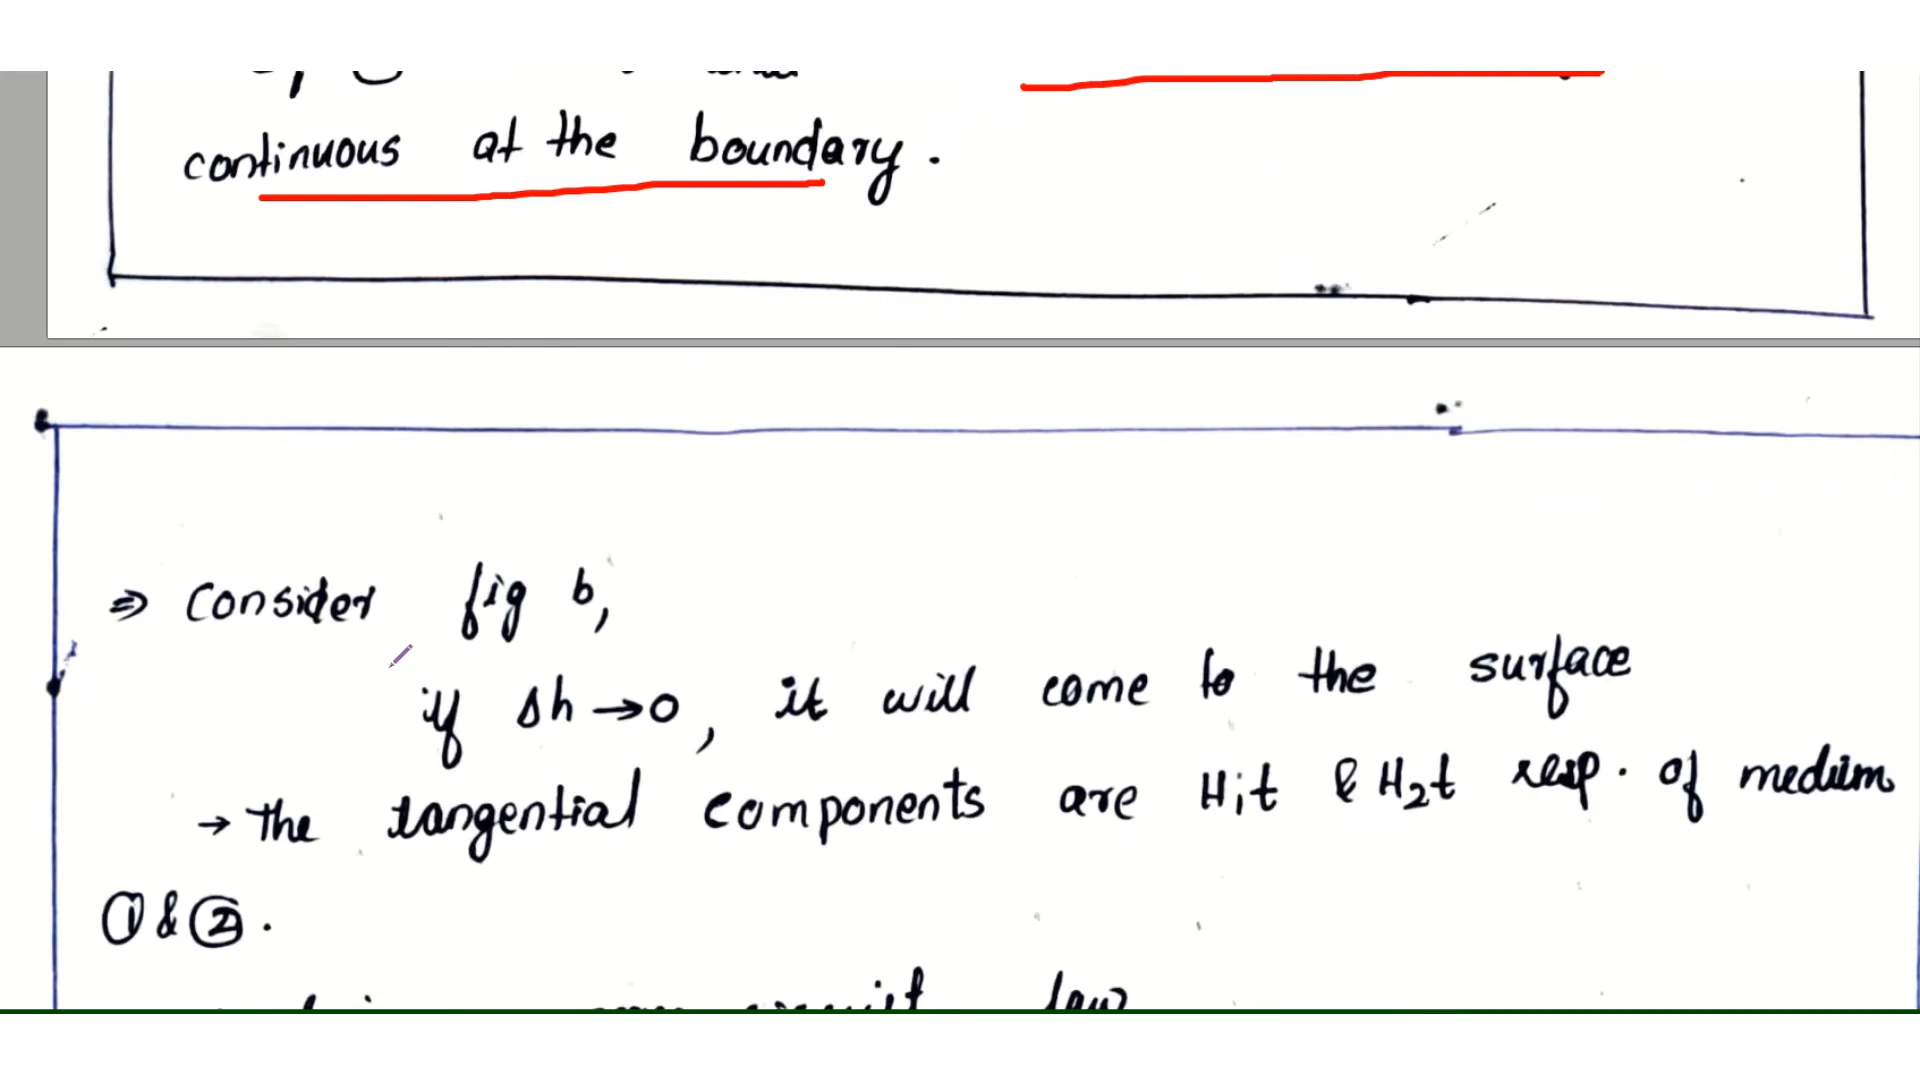 continuous at the boundary.
⇒ Consider fig b,
if Δh → 0, it will come to the surface
→ the tangential components are H1t & H2t resp. of medium
① & ②.
law